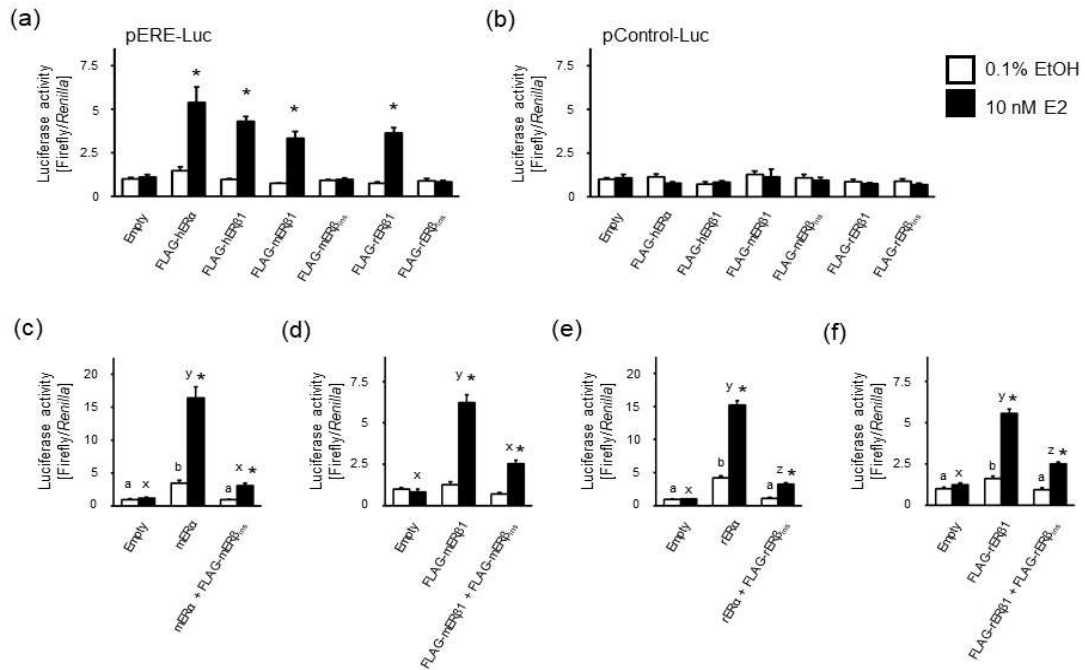 (a)
pERE-Luc
Luciferase activity
[Firefly/Renilla]
7.5
5
2.5
0
*
*
*
*
Empty
FLAG-hERα
FLAG-hERβ1
FLAG-mERβ1
FLAG-mERβins
FLAG-rERβ1
FLAG-rERβins
(b)
pControl-Luc
Luciferase activity
[Firefly/Renilla]
7.5
5
2.5
0
Empty
FLAG-hERα
FLAG-hERβ1
FLAG-mERβ1
FLAG-mERβins
FLAG-rERβ1
FLAG-rERβins
0.1% EtOH
10 nM E2
(c)
Luciferase activity
[Firefly/Renilla]
20
15
10
5
0
a
x
b
y *
a
x *
Empty
mERα
mERα + FLAG-mERβins
(d)
Luciferase activity
[Firefly/Renilla]
7.5
5
2.5
0
x
y *
x *
Empty
FLAG-mERβ1
FLAG-mERβ1 + FLAG-mERβins
(e)
Luciferase activity
[Firefly/Renilla]
20
15
10
5
0
a
x
b
y *
a
z *
Empty
rERα
rERα + FLAG-rERβins
(f)
Luciferase activity
[Firefly/Renilla]
7.5
5
2.5
0
a
x
b
y *
a
z *
Empty
FLAG-rERβ1
FLAG-rERβ1 + FLAG-rERβins